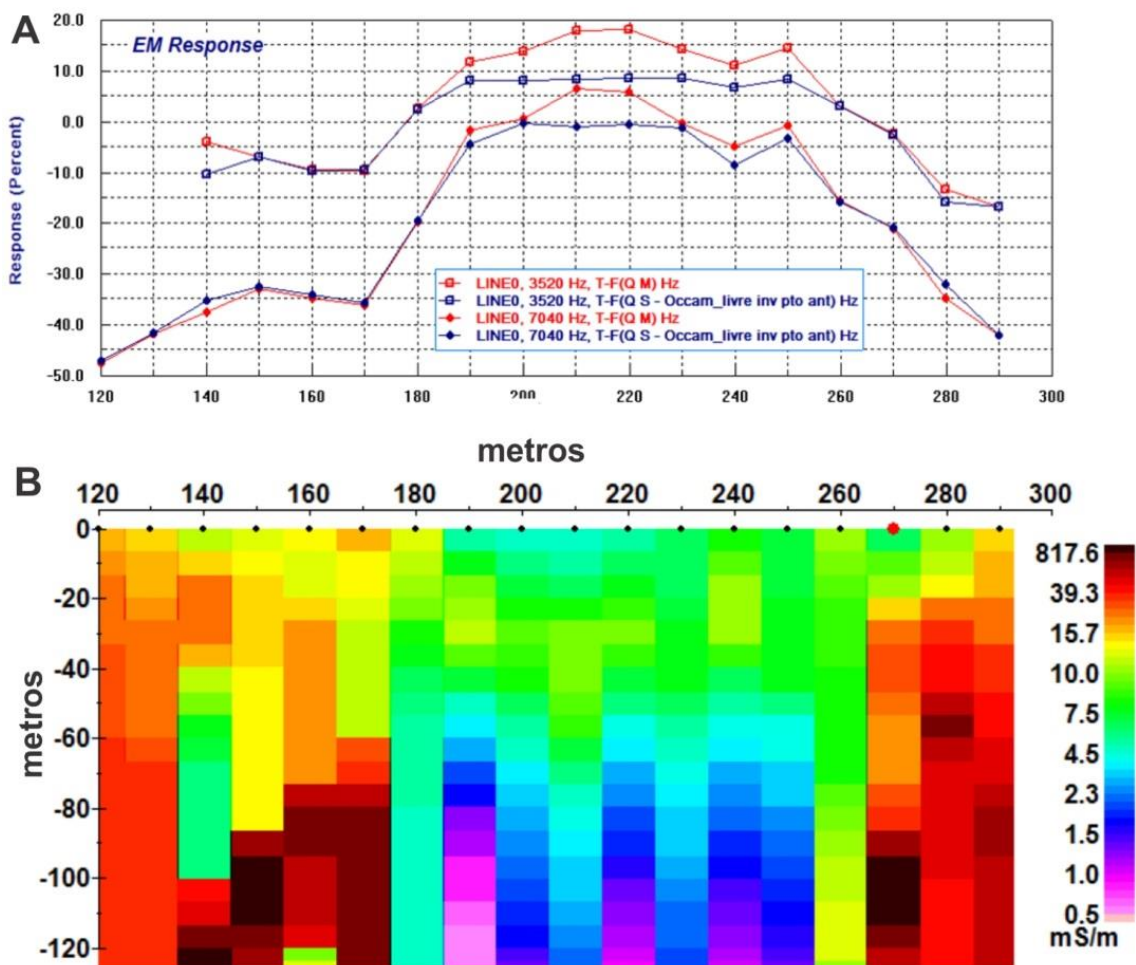 A
EM Response
20.0
10.0
0.0
-10.0
-20.0
-30.0
-40.0
-50.0
Response (Percent)
LINE0, 3520 Hz, T-F(Q M) Hz
LINE0, 3520 Hz, T-F(Q S - Occam_livre inv pto ant) Hz
LINE0, 7040 Hz, T-F(Q M) Hz
LINE0, 7040 Hz, T-F(Q S - Occam_livre inv pto ant) Hz
120 140 160 180 200 220 240 260 280 300
metros
B
120 140 160 180 200 220 240 260 280 300
0
-20
-40
-60
-80
-100
-120
metros
817.6
39.3
15.7
10.0
7.5
4.5
2.3
1.5
1.0
0.5
mS/m